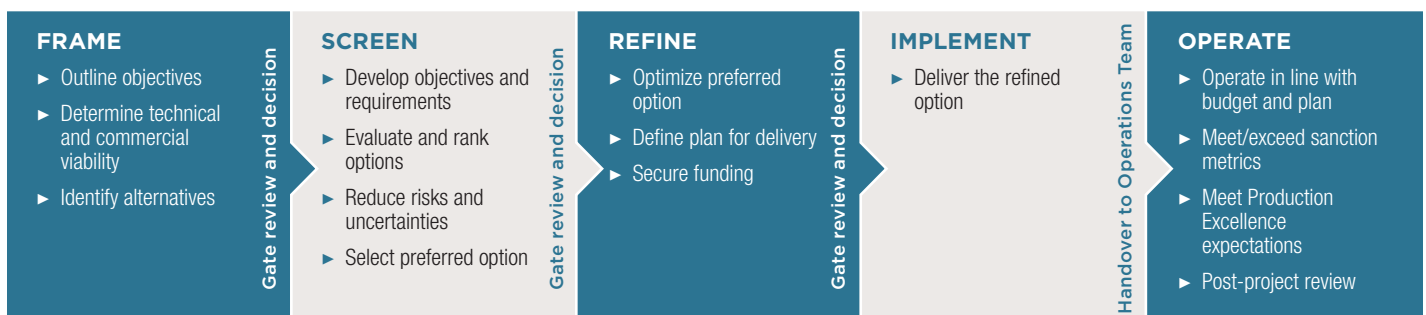 FRAME
► Outline objectives
► Determine technical
and commercial
viability
► Identify alternatives
Gate review and decision
SCREEN
► Develop objectives and
requirements
► Evaluate and rank
options
► Reduce risks and
uncertainties
► Select preferred option
Gate review and decision
REFINE
► Optimize preferred
option
► Define plan for delivery
► Secure funding
Gate review and decision
IMPLEMENT
► Deliver the refined
option
Handover to Operations Team
OPERATE
► Operate in line with
budget and plan
► Meet/exceed sanction
metrics
► Meet Production
Excellence
expectations
► Post-project review